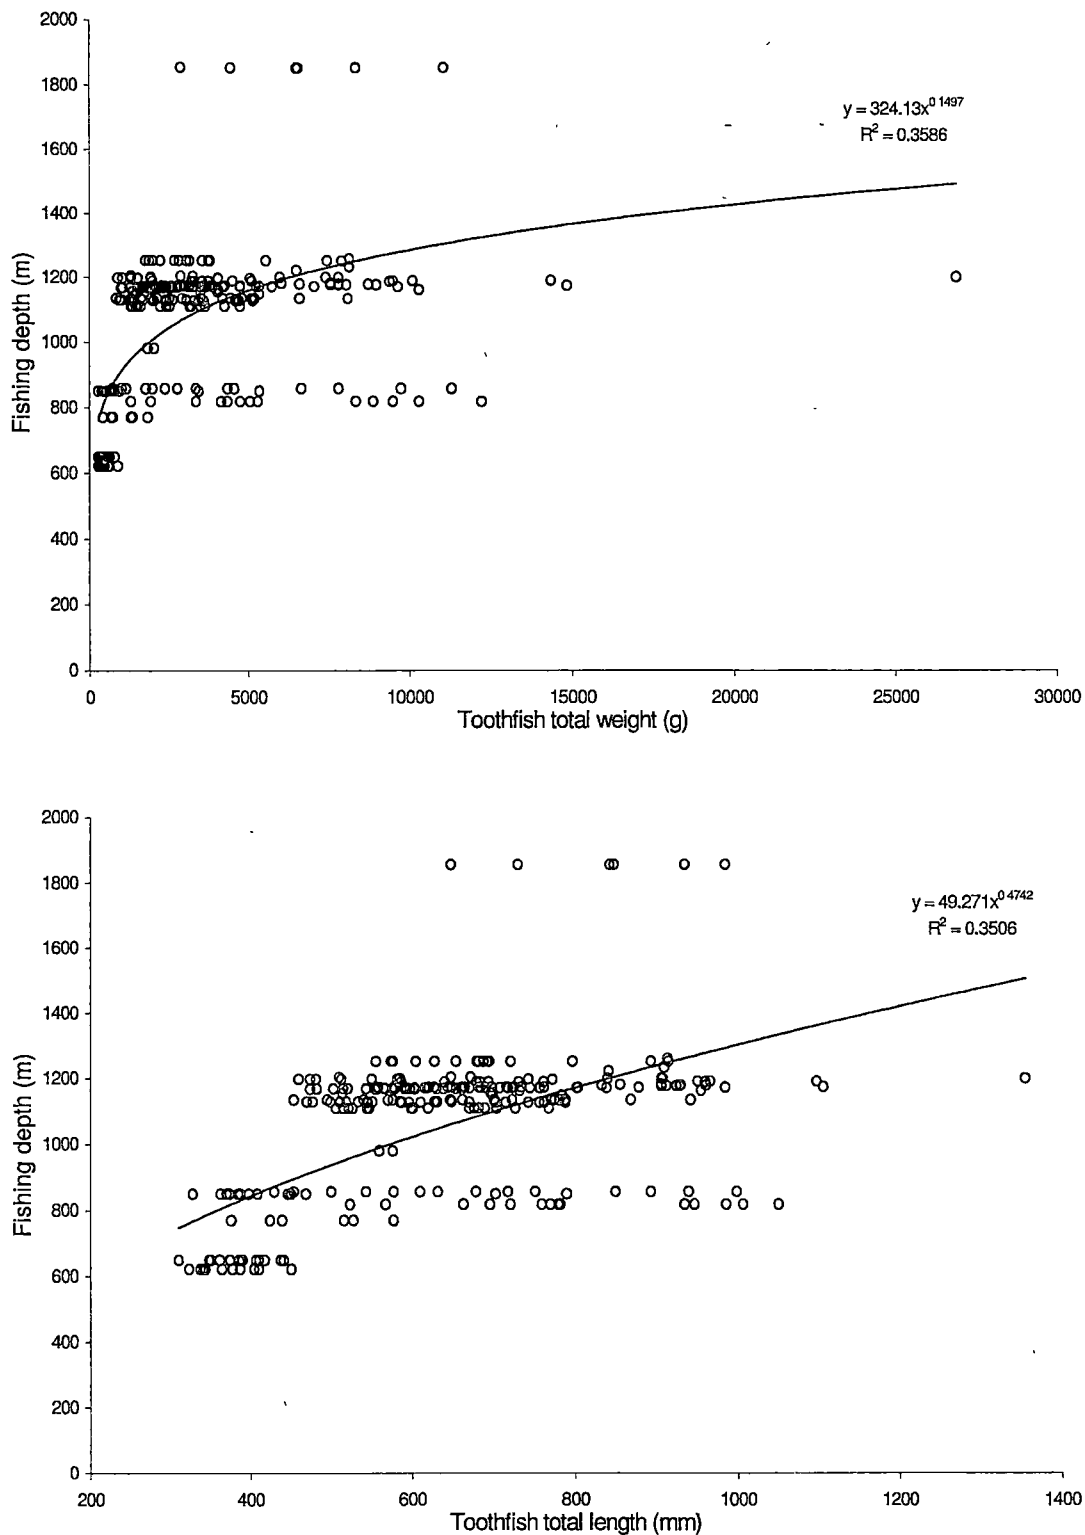 2000
1800
1600
1400
1200
1000
800
600
400
200
0
Fishing depth (m)
y = 324.13x^0 1497
R² = 0.3586
0 5000 10000 15000 20000 25000 30000
Toothfish total weight (g)
2000
1800
1600
1400
1200
1000
800
600
400
200
0
Fishing depth (m)
y = 49.271x^0 4742
R² = 0.3506
200 400 600 800 1000 1200 1400
Toothfish total length (mm)